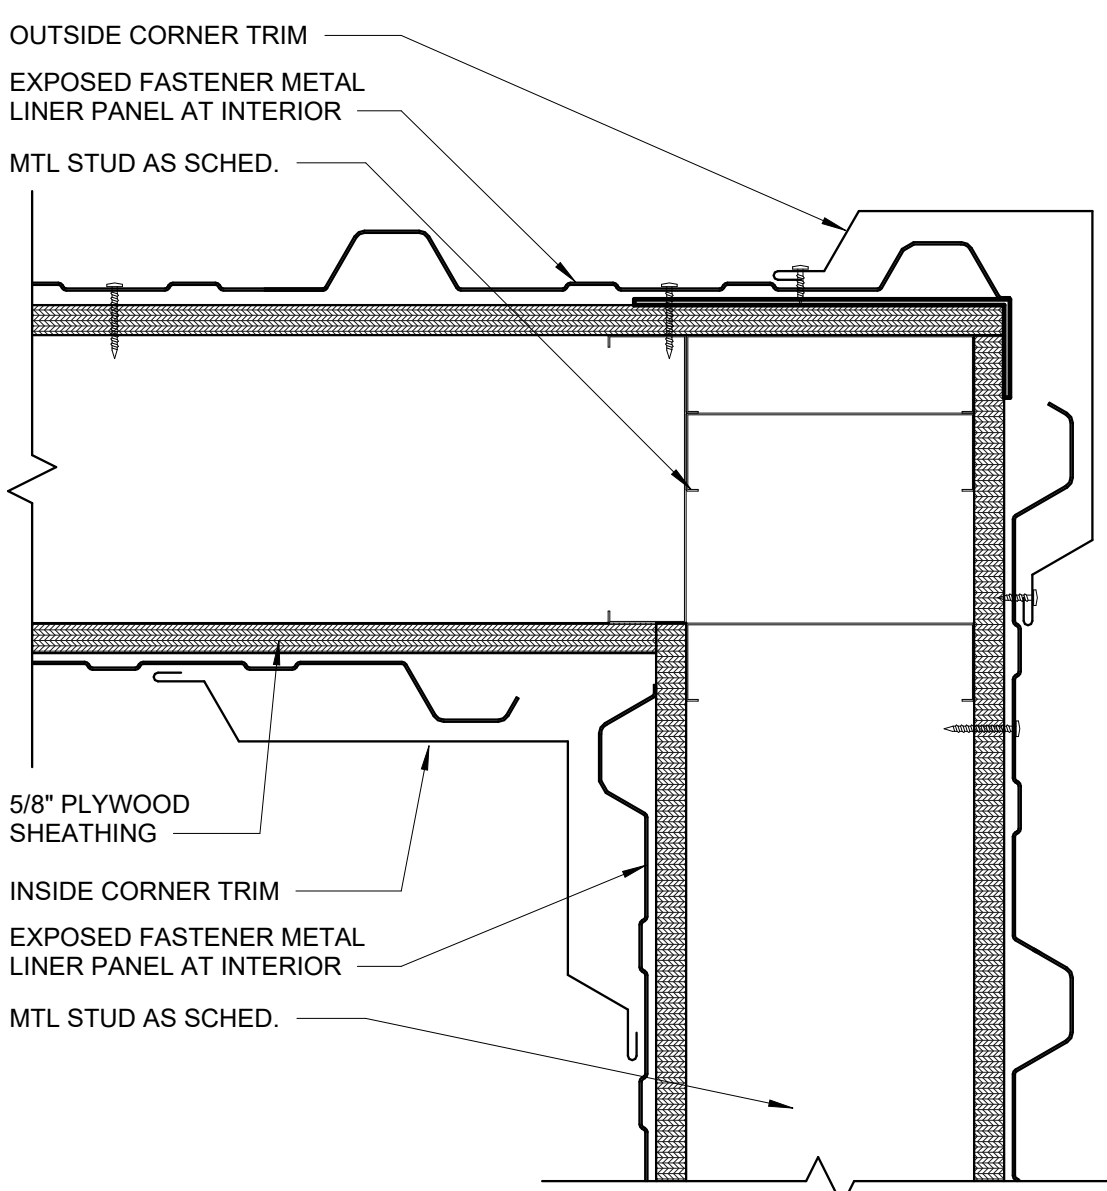 OUTSIDE CORNER TRIM
EXPOSED FASTENER METAL
LINER PANEL AT INTERIOR
MTL STUD AS SCHED.
5/8" PLYWOOD
SHEATHING
INSIDE CORNER TRIM
EXPOSED FASTENER METAL
LINER PANEL AT INTERIOR
MTL STUD AS SCHED.